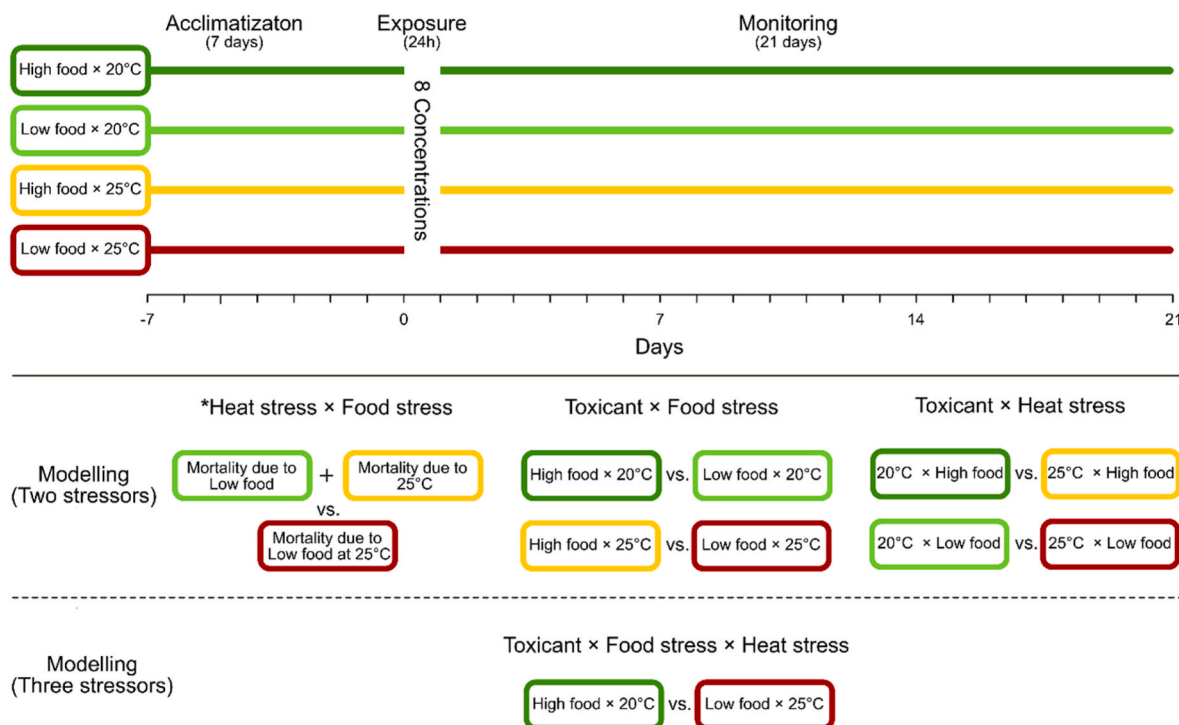 Acclimatizaton Exposure Monitoring
(7 days) (24h) (21 days)
High food × 20°C
Low food × 20°C
High food × 25°C
Low food × 25°C
8 Concentrations
-7 0 7 14 21
Days
*Heat stress × Food stress
Mortality due to
Low food
+
Mortality due to
25°C
vs.
Mortality due to
Low food at 25°C
Toxicant × Food stress
High food × 20°C vs. Low food × 20°C
High food × 25°C vs. Low food × 25°C
Toxicant × Heat stress
20°C × High food vs. 25°C × High food
20°C × Low food vs. 25°C × Low food
Modelling
(Two stressors)
Toxicant × Food stress × Heat stress
Modelling
(Three stressors)
High food × 20°C vs. Low food × 25°C